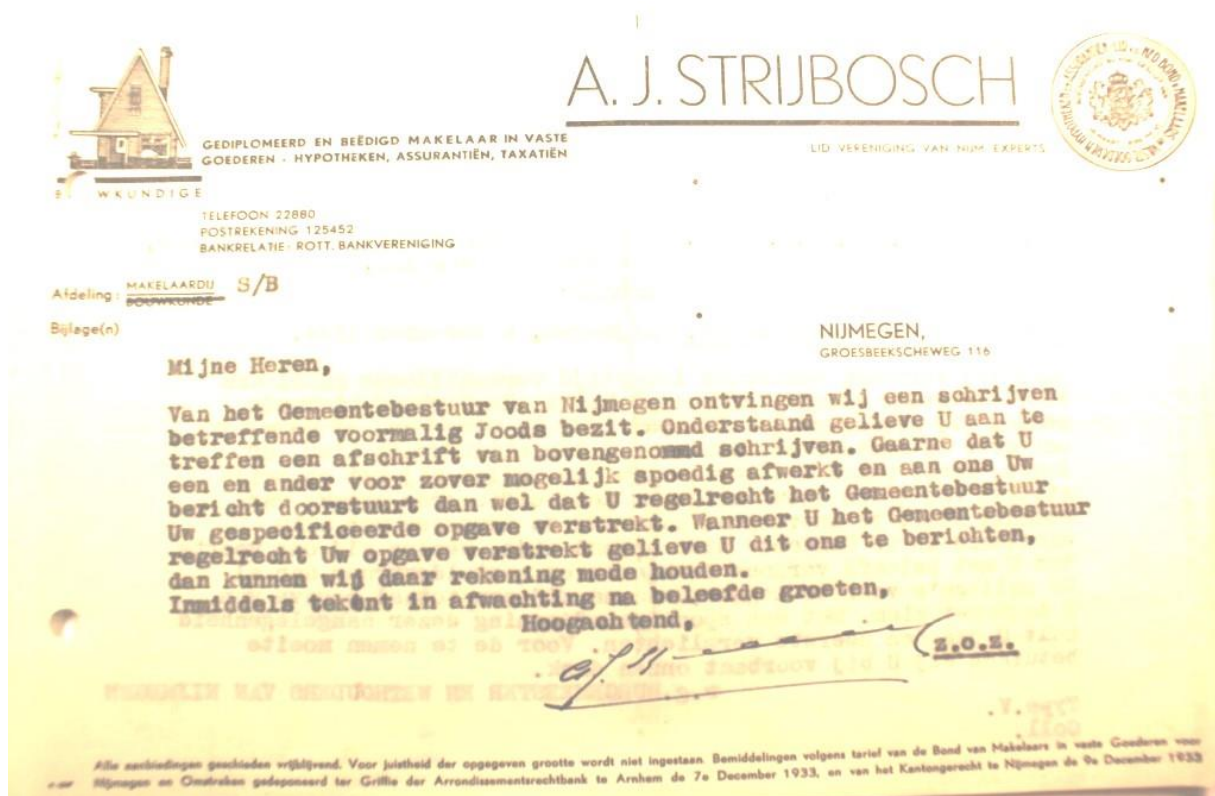 A. J. STRIJBOSCH
GEDIPLOMEERD EN BEËDIGD MAKELAAR IN VASTE
GOEDEREN - HYPOTHEKEN, ASSURANTIËN, TAXATIËN
LID VERENIGING VAN NIJM. EXPERTS
WKUNDIGE
TELEFOON 22880
POSTREKENING 125452
BANKRELATIE: ROTT. BANKVERENIGING
Afdeling: MAKELAARDIJ S/B
BOUWKUNDE
Bijlage(n)
NIJMEGEN,
GROESBEEKSCHEWEG 116
Mijne Heren,
Van het Gemeentebestuur van Nijmegen ontvingen wij een schrijven
betreffende voormalig Joods bezit. Onderstaand gelieve U aan te
treffen een afschrift van bovengenoemd schrijven. Gaarne dat U
een en ander voor zover mogelijk spoedig afwerkt en aan ons Uw
bericht doorstuurt dan wel dat U regelrecht het Gemeentebestuur
Uw gespecificeerde opgave verstrekt. Wanneer U het Gemeentebestuur
regelrecht Uw opgave verstrekt gelieve U dit ons te berichten,
dan kunnen wij daar rekening mede houden.
Inmiddels tekent in afwachting na beleefde groeten,
Hoogachtend,
z.o.z.
Alle aanbiedingen geschieden vrijblijvend. Voor juistheid der opgegeven grootte wordt niet ingestaan. Bemiddelingen volgens tarief van de Bond van Makelaars in vaste Goederen voor
Nijmegen en Omstreken gedeponeerd ter Griffie der Arrondissementsrechtbank te Arnhem de 7e December 1933, en van het Kantongerecht te Nijmegen de 9e December 1933